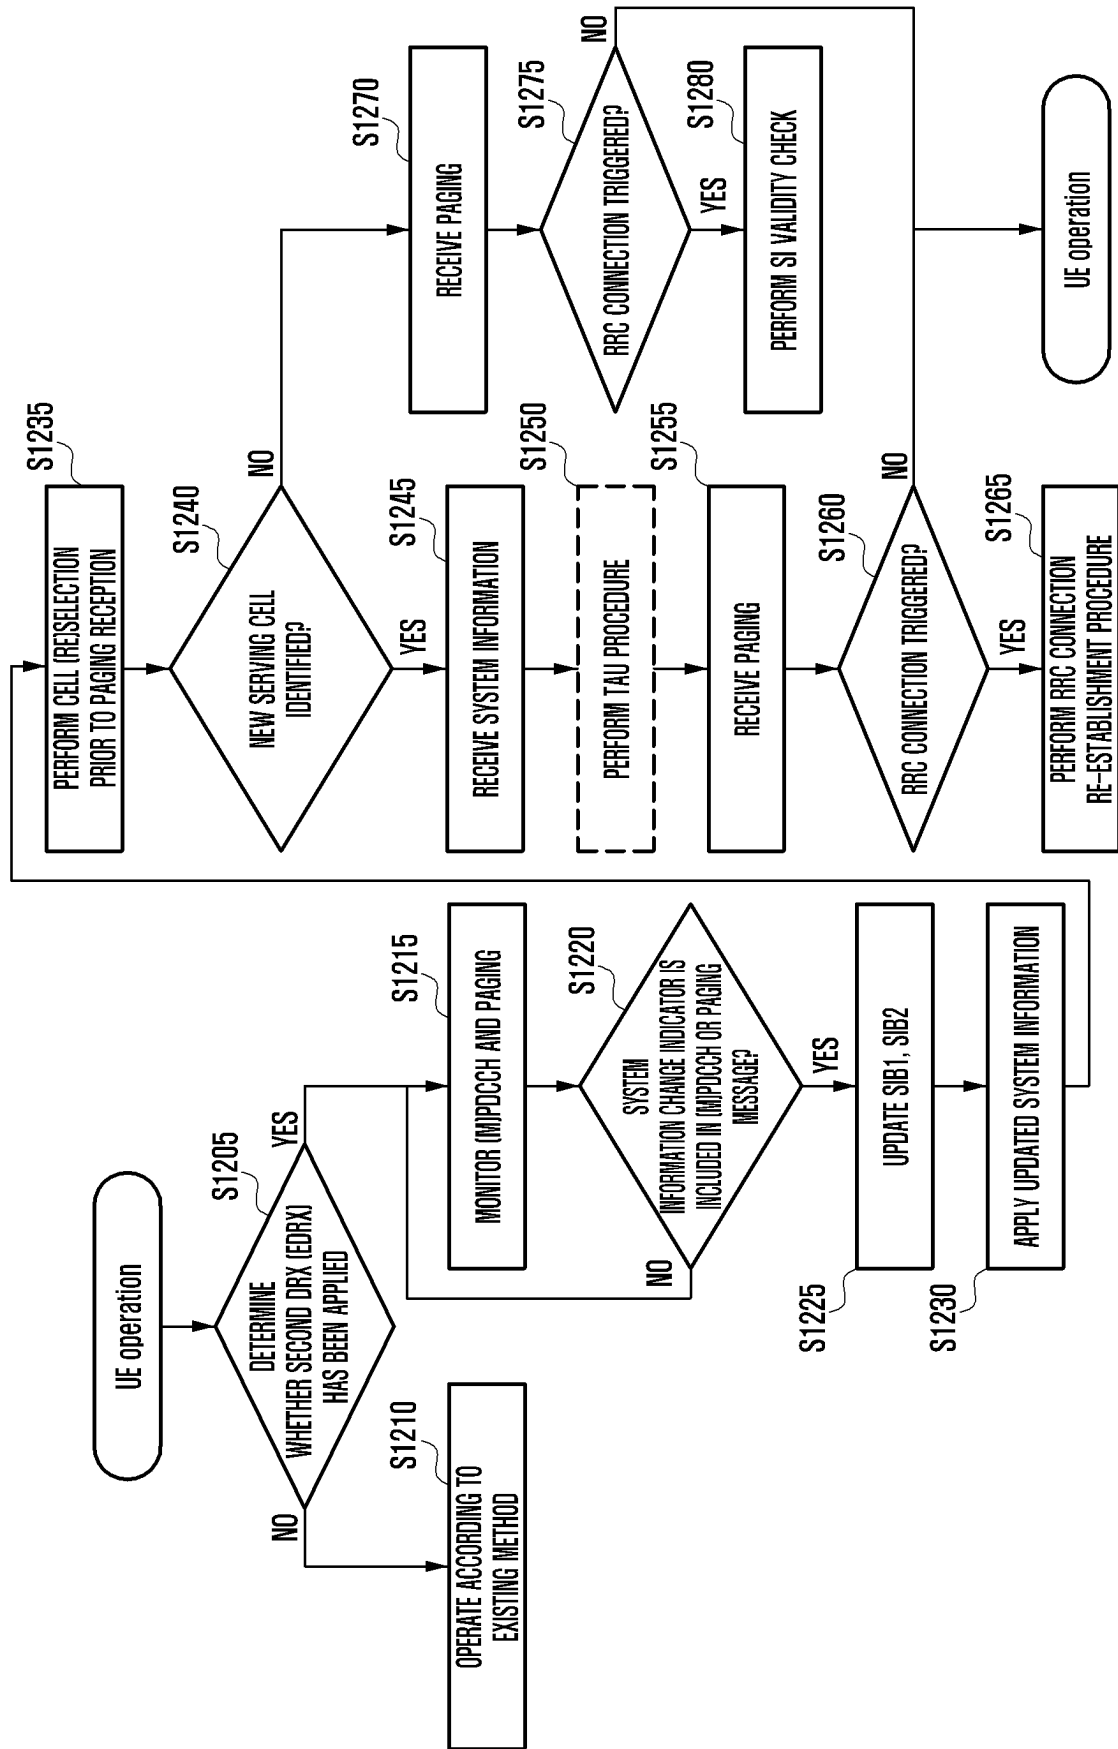 UE operation
S1205
DETERMINE
WHETHER SECOND DRX (EDRX)
HAS BEEN APPLIED
NO
YES
S1210
OPERATE ACCORDING TO
EXISTING METHOD
S1215
MONITOR (M)PDCCH AND PAGING
S1220
SYSTEM
INFORMATION CHANGE INDICATOR IS
INCLUDED IN (M)PDCCH OR PAGING
MESSAGE?
NO
YES
S1225
UPDATE SIB1, SIB2
S1230
APPLY UPDATED SYSTEM INFORMATION
S1235
PERFORM CELL (RE)SELECTION
PRIOR TO PAGING RECEPTION
S1240
NEW SERVING CELL
IDENTIFIED?
NO
YES
S1245
RECEIVE SYSTEM INFORMATION
S1250
PERFORM TAU PROCEDURE
S1255
RECEIVE PAGING
S1260
RRC CONNECTION TRIGGERED?
NO
YES
S1265
PERFORM RRC CONNECTION
RE-ESTABLISHMENT PROCEDURE
S1270
RECEIVE PAGING
S1275
RRC CONNECTION TRIGGERED?
NO
YES
S1280
PERFORM SI VALIDITY CHECK
UE operation